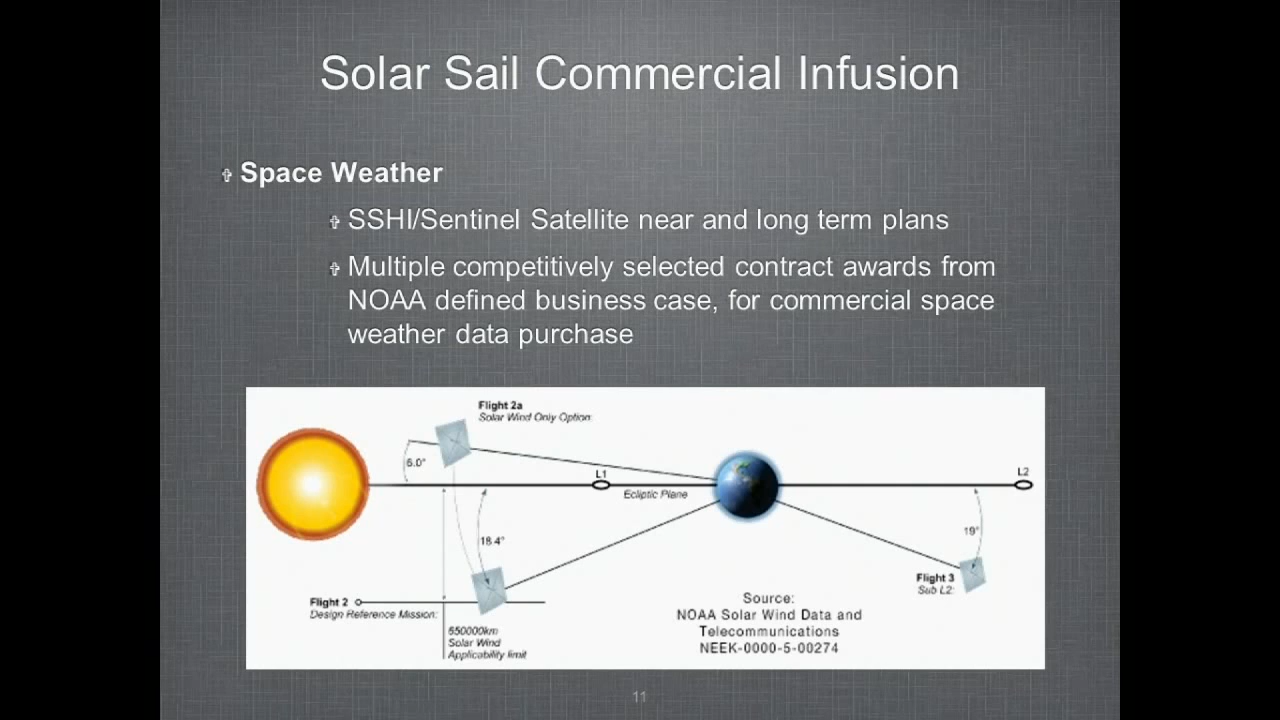 Solar Sail Commercial Infusion
Space Weather
SSHI/Sentinel Satellite near and long term plans
Multiple competitively selected contract awards from
NOAA defined business case, for commercial space
weather data purchase
Flight 2a
Solar Wind Only Option:
6.0°
L1
Ecliptic Plane
L2
18.4°
19°
Flight 3
Sub L2:
Flight 2
Design Reference Mission:
650000km
Solar Wind
Applicability limit
Source:
NOAA Solar Wind Data and
Telecommunications
NEEK-0000-5-00274
11